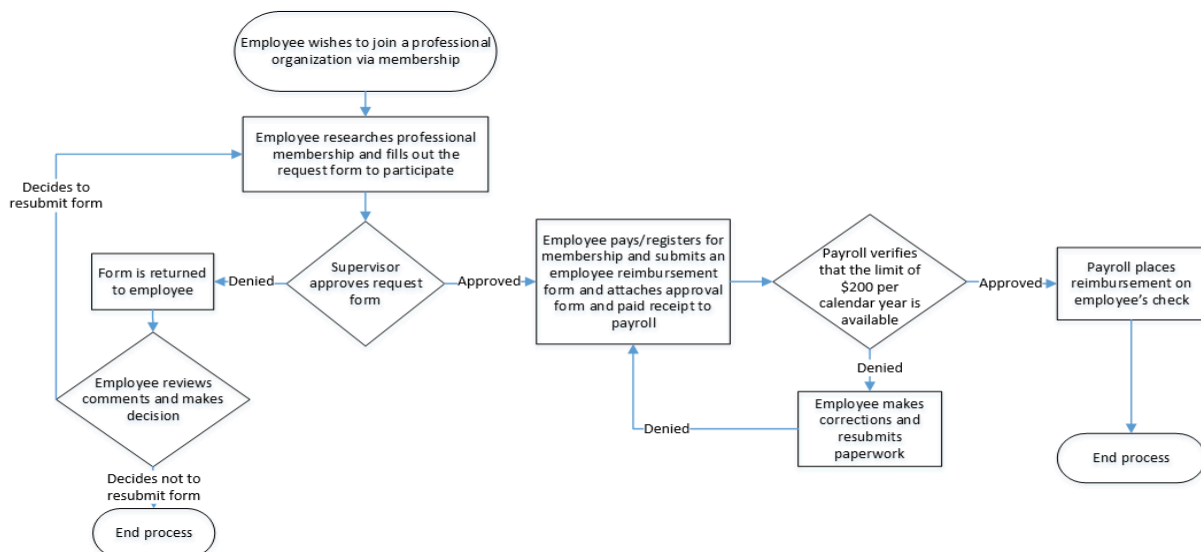 Employee wishes to join a professional
organization via membership
Employee researches professional
membership and fills out the
request form to participate
Decides to
resubmit form
Supervisor
approves request
form
Denied
Form is returned
to employee
Employee reviews
comments and makes
decision
Decides not to
resubmit form
End process
Approved
Employee pays/registers for
membership and submits an
employee reimbursement
form and attaches approval
form and paid receipt to
payroll
Payroll verifies
that the limit of
$200 per
calendar year is
available
Denied
Employee makes
corrections and
resubmits
paperwork
Denied
Approved
Payroll places
reimbursement on
employee’s check
End process